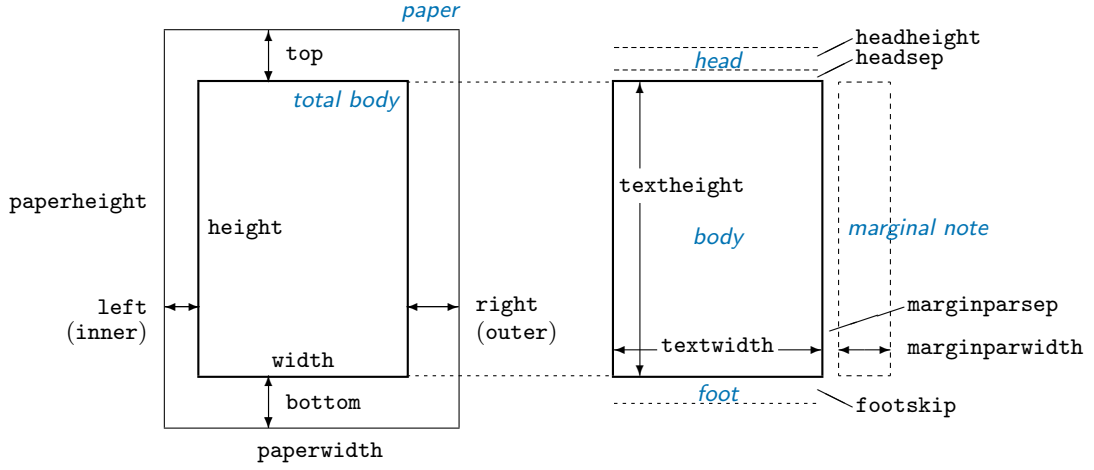 paper
top
headheight
head
headsep
total body
textheight
paperheight
height
body
marginal note
left
(inner)
right
(outer)
marginparsep
textwidth
marginparwidth
width
foot
bottom
footskip
paperwidth